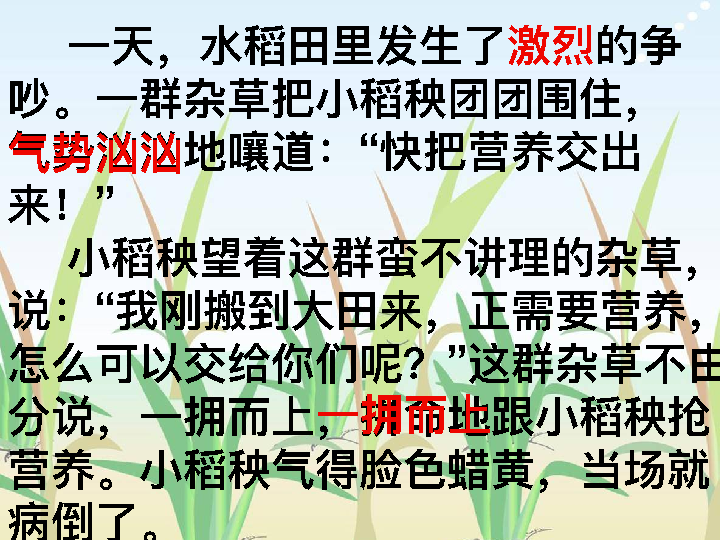 一天，水稻田里发生了激烈的争
吵。一群杂草把小稻秧团团围住，
气势汹汹地嚷道：“快把营养交出
来！”
小稻秧望着这群蛮不讲理的杂草，
说：“我刚搬到大田来，正需要营养，
怎么可以交给你们呢？”这群杂草不由
分说，一拥而上，拼命地跟小稻秧抢
一拥而上
营养。小稻秧气得脸色蜡黄，当场就
病倒了。